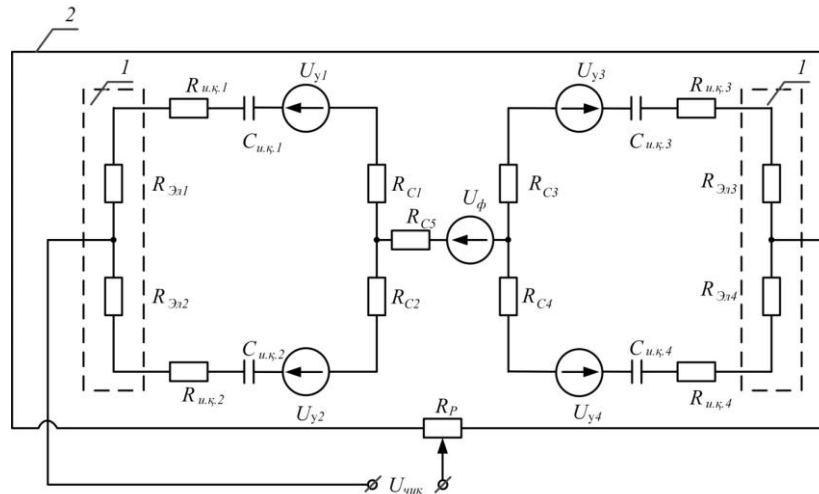 2
1
R и.қ.1
U у1
U у3
R и.қ.3
1
C и.қ.1
C и.қ.3
R Эл1
R C1
R C3
R Эл3
U ф
R C5
R Эл2
R C2
R C4
R Эл4
C и.қ.2
C и.қ.4
R и.қ.2
U у2
R P
U у4
R и.қ.4
U чиқ